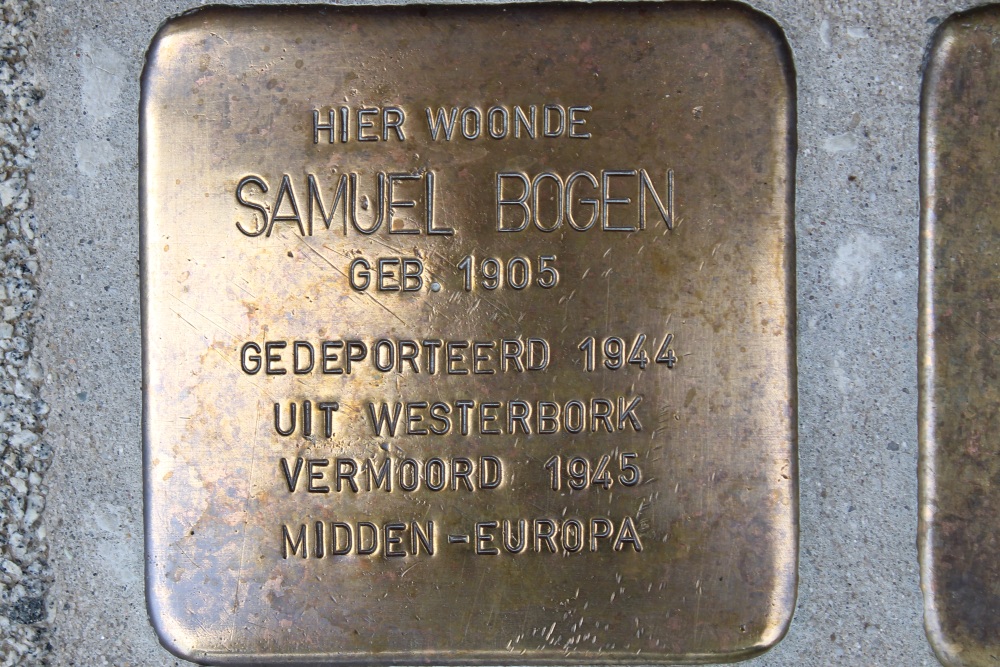 HIER WOONDE
SAMUEL BOGEN
GEB. 1905
GEDEPORTEERD 1944
UIT WESTERBORK
VERMOORD 1945
MIDDEN-EUROPA